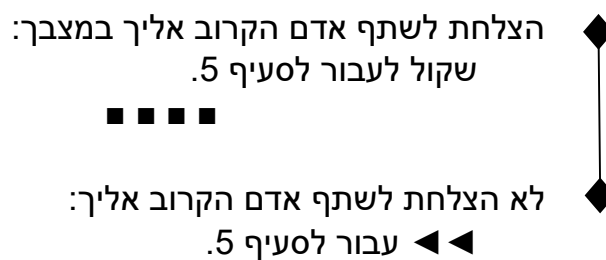 הצלחת לשתף אדם הקרוב אליך במצבך:
שקול לעבור לסעיף 5.
■ ■ ■ ■
לא הצלחת לשתף אדם הקרוב אליך:
◄◄ עבור לסעיף 5.